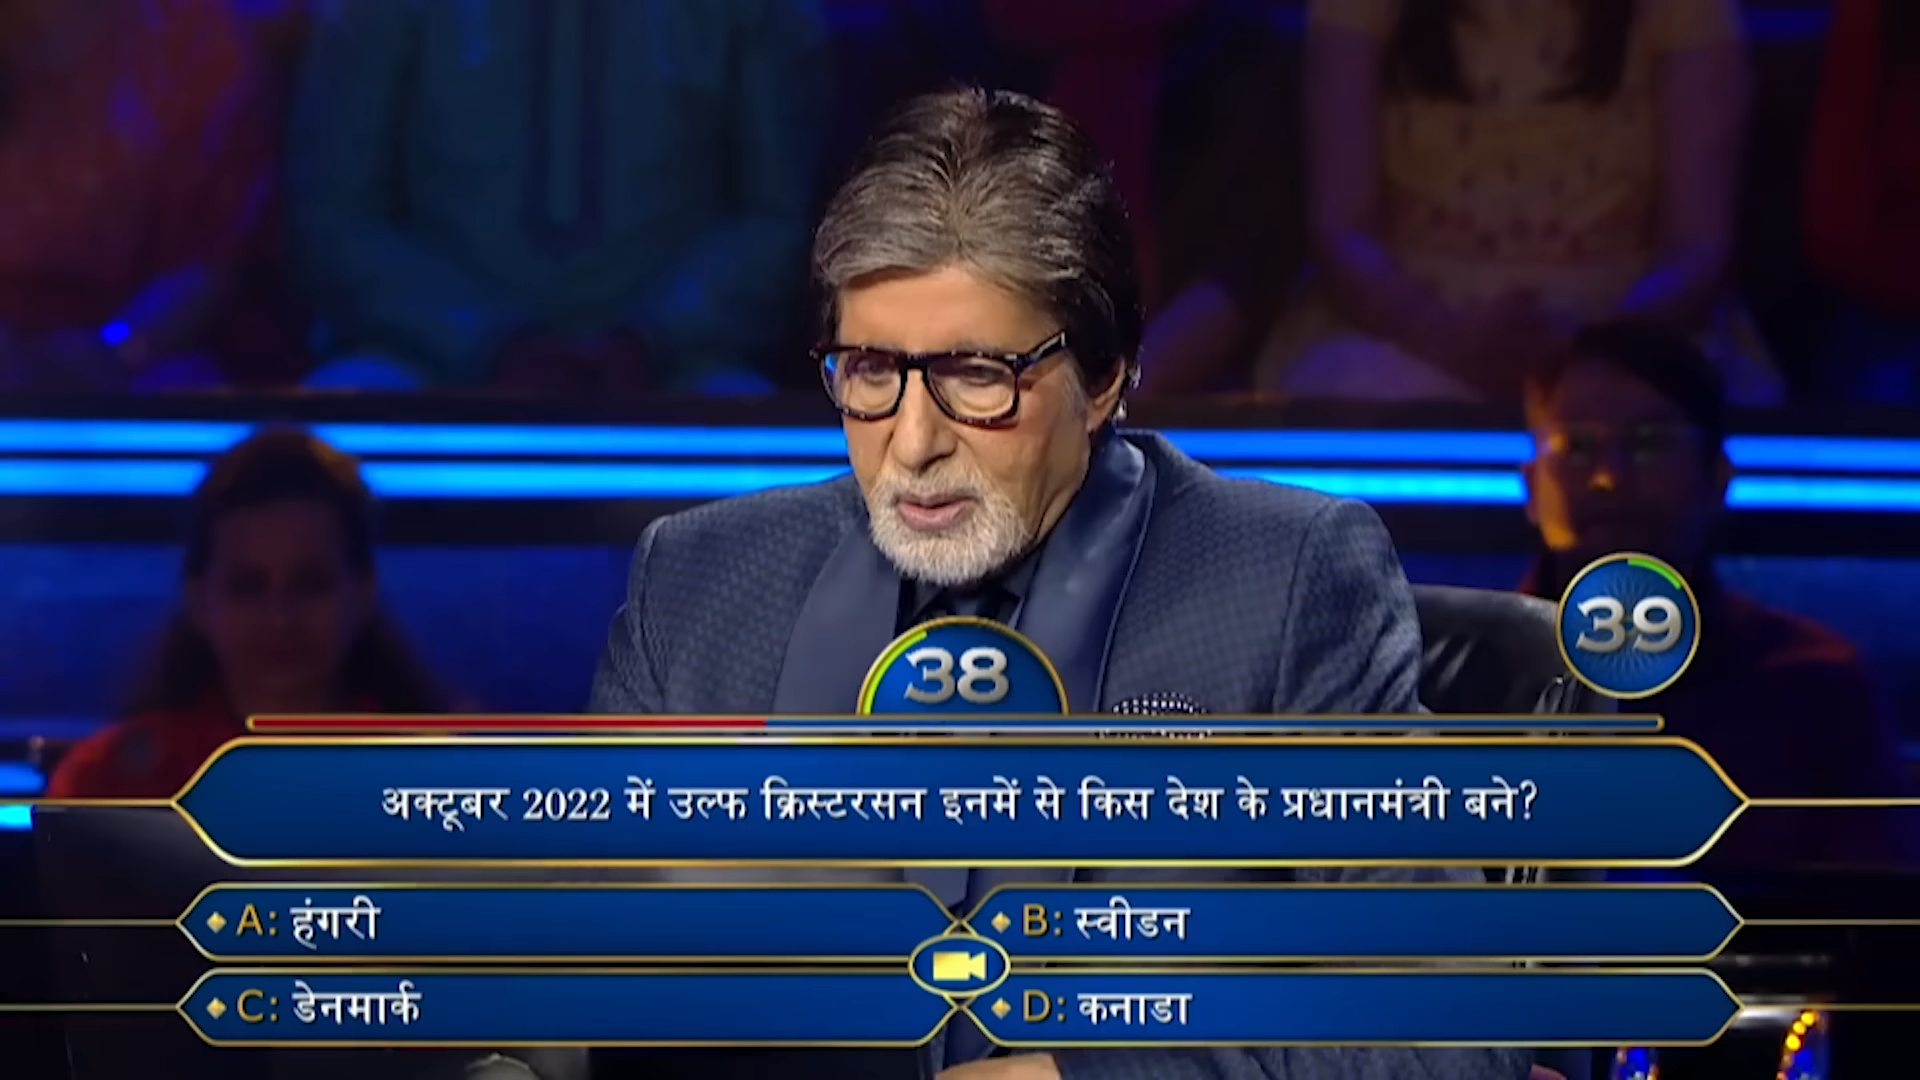 39
38
अक्टूबर 2022 में उल्फ क्रिस्टरसन इनमें से किस देश के प्रधानमंत्री बने?
A: हंगरी
B: स्वीडन
C: डेनमार्क
D: कनाडा